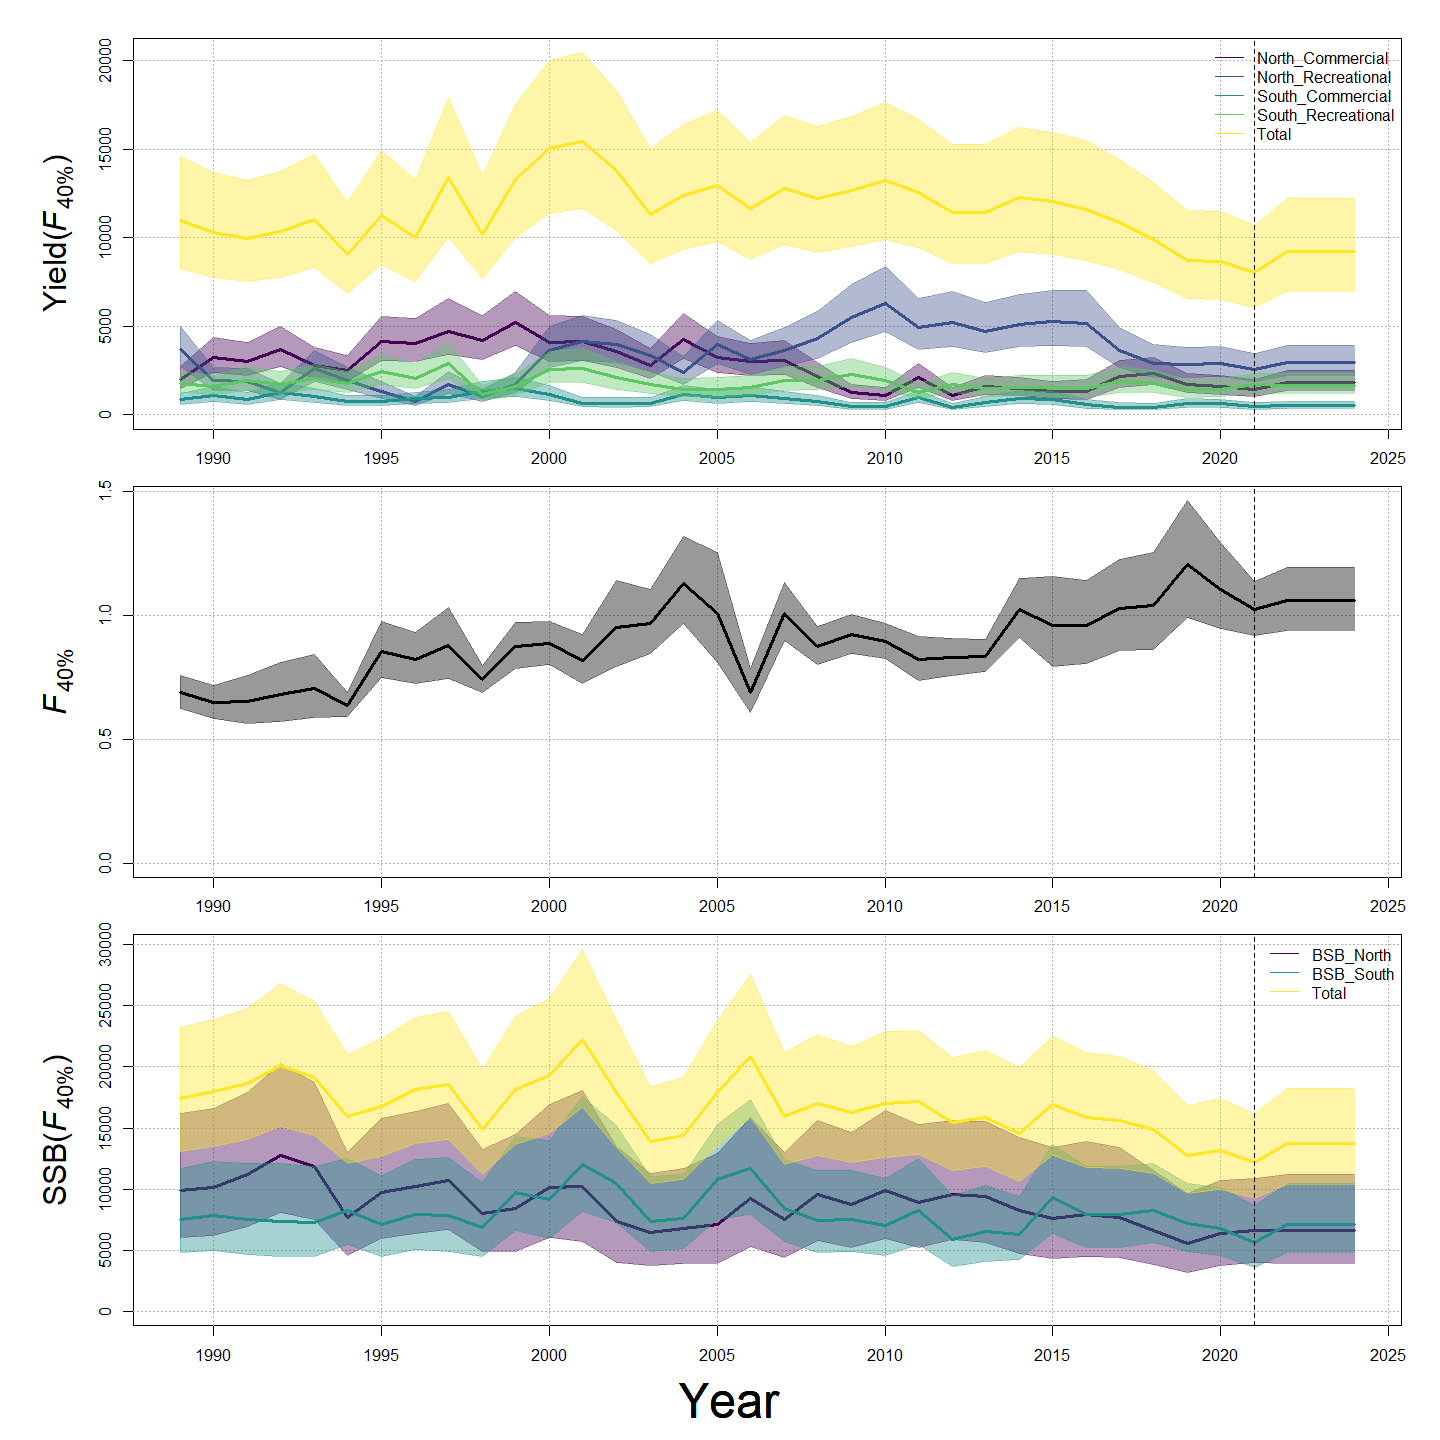 Yield(F40%)
20000
15000
10000
5000
0
North_Commercial
North_Recreational
South_Commercial
South_Recreational
Total
1990 1995 2000 2005 2010 2015 2020 2025
F40%
1.5
1.0
0.5
0.0
1990 1995 2000 2005 2010 2015 2020 2025
SSB(F40%)
30000
25000
20000
15000
10000
5000
0
BSB_North
BSB_South
Total
1990 1995 2000 2005 2010 2015 2020 2025
Year